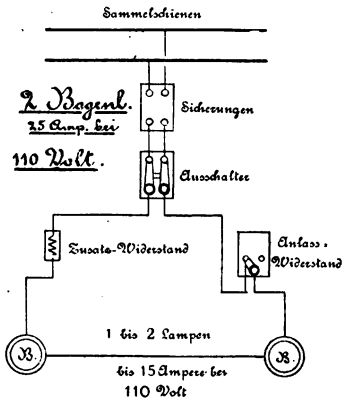 Sammelschienen
2 Bogenl.
25 Amp. bei
110 Volt.
Sicherungen
Ausschalter
Zusatz-Widerstand
Anlass-
Widerstand
1 bis 2 Lampen
B.
B.
bis 15 Ampere bei
110 Volt